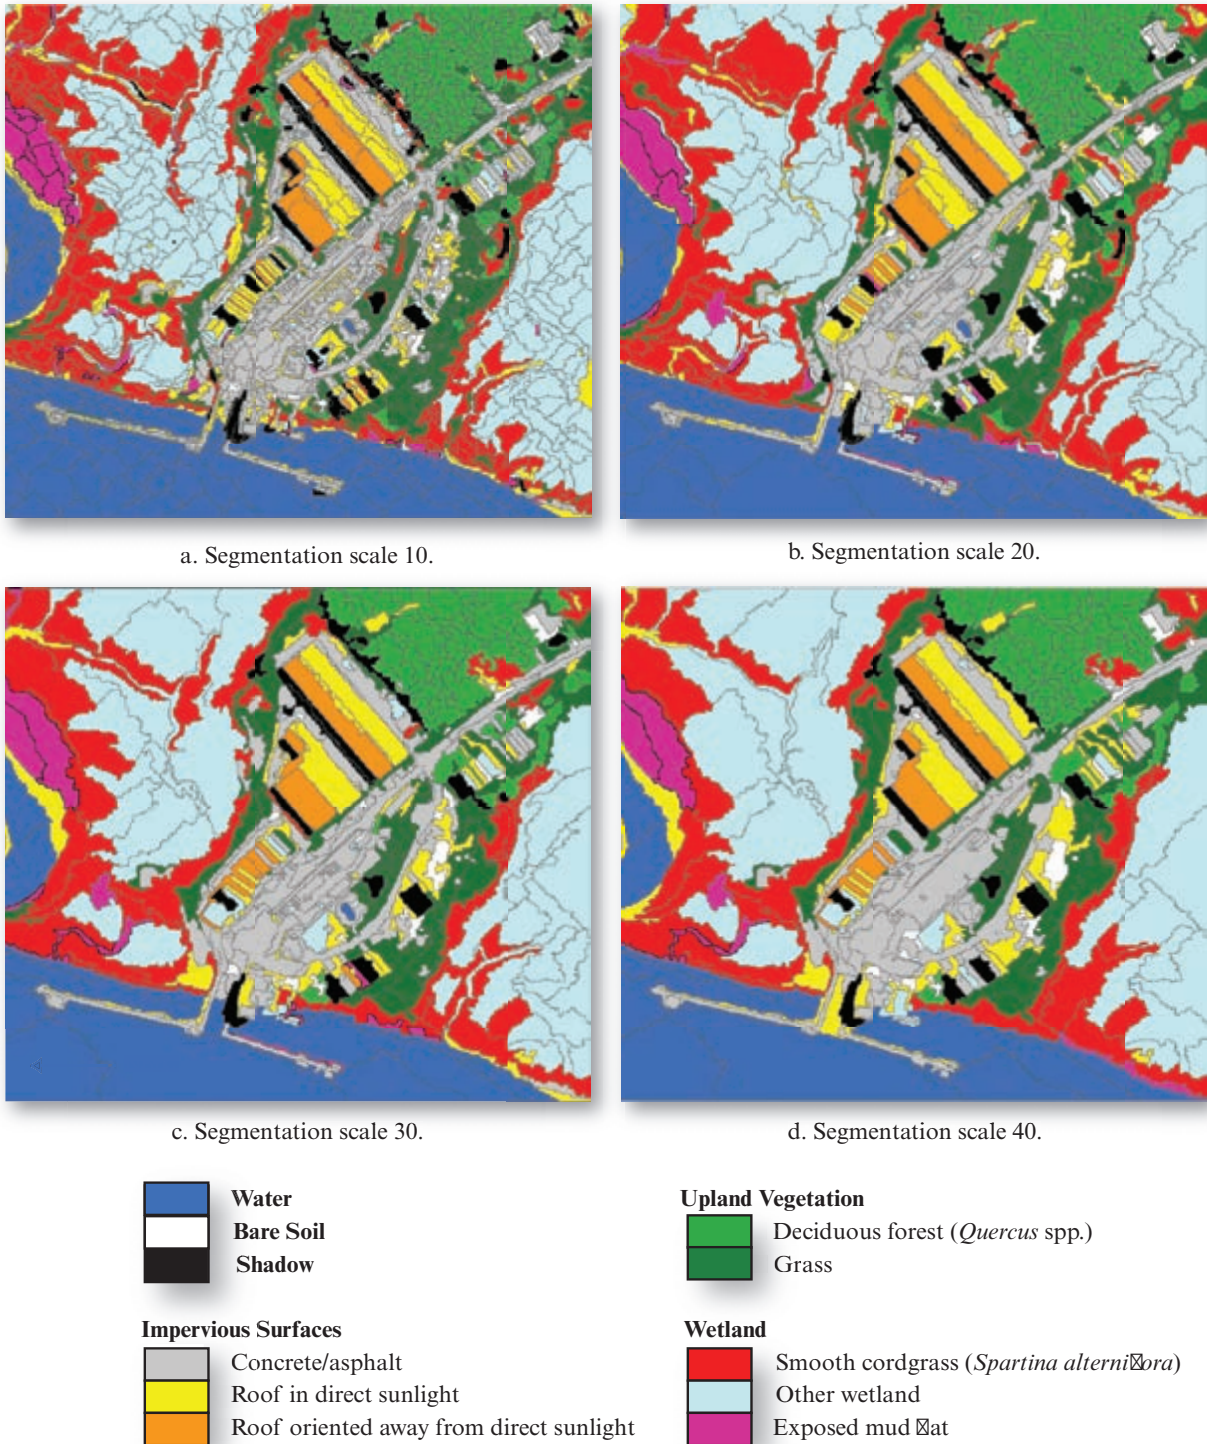 a. Segmentation scale 10.
b. Segmentation scale 20.
c. Segmentation scale 30.
d. Segmentation scale 40.
Water
Bare Soil
Shadow
Impervious Surfaces
Concrete/asphalt
Roof in direct sunlight
Roof oriented away from direct sunlight
Upland Vegetation
Deciduous forest (Quercus spp.)
Grass
Wetland
Smooth cordgrass (Spartina alterni☒ora)
Other wetland
Exposed mud ☒at